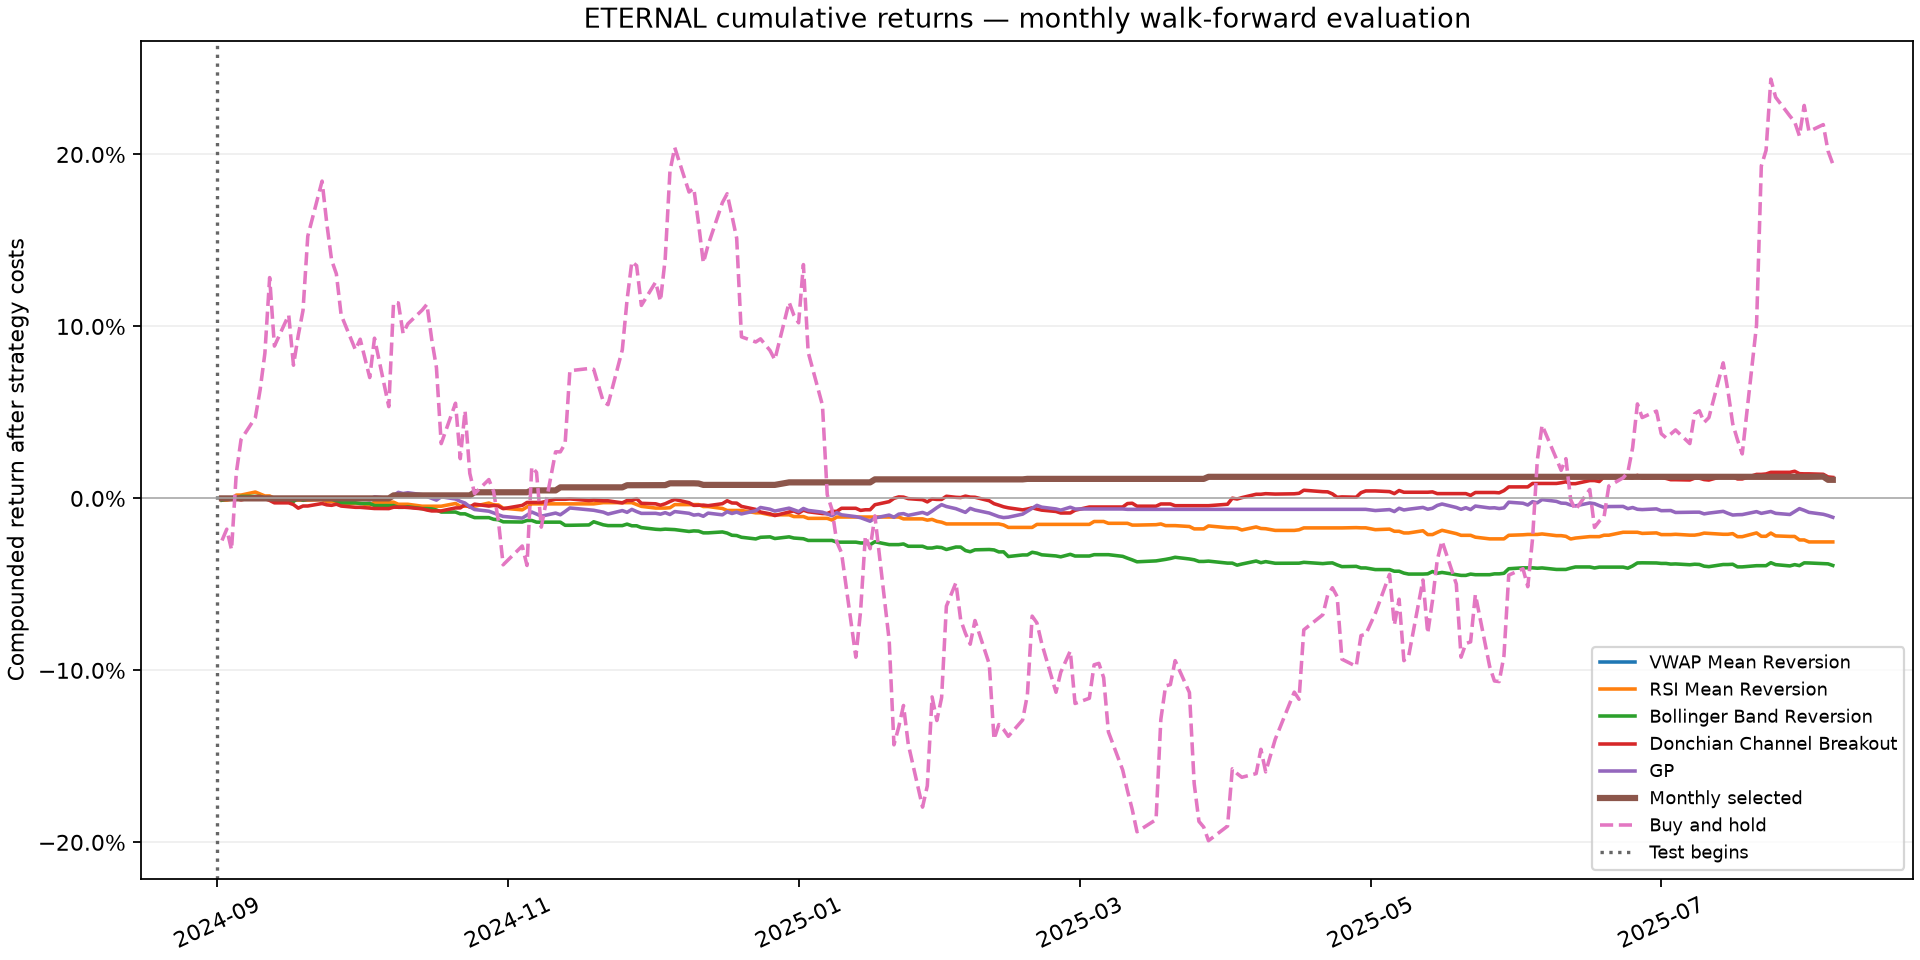 ETERNAL cumulative returns — monthly walk-forward evaluation
Compounded return after strategy costs
20.0%
10.0%
0.0%
−10.0%
−20.0%
2024-09
2024-11
2025-01
2025-03
2025-05
2025-07
VWAP Mean Reversion
RSI Mean Reversion
Bollinger Band Reversion
Donchian Channel Breakout
GP
Monthly selected
Buy and hold
Test begins